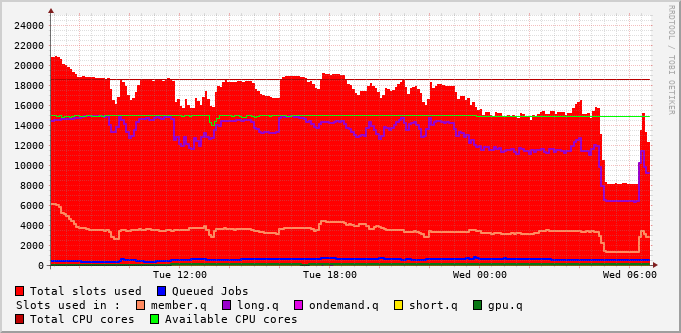 RRDTOOL / TOBI OETIKER
24000
22000
20000
18000
16000
14000
12000
10000
8000
6000
4000
2000
0
Tue 12:00 Tue 18:00 Wed 00:00 Wed 06:00
Total slots used Queued Jobs
Slots used in : member.q long.q ondemand.q short.q gpu.q
Total CPU cores Available CPU cores